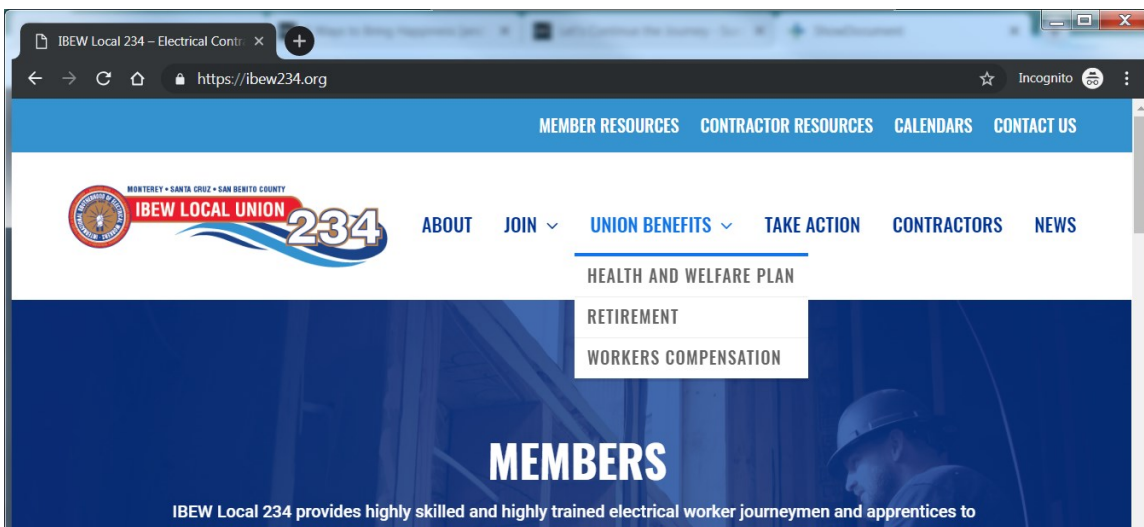 IBEW Local 234 – Electrical Contr
https://ibew234.org
Incognito
MEMBER RESOURCES CONTRACTOR RESOURCES CALENDARS CONTACT US
MONTEREY • SANTA CRUZ • SAN BENITO COUNTY
IBEW LOCAL UNION 234
ABOUT JOIN UNION BENEFITS TAKE ACTION CONTRACTORS NEWS
HEALTH AND WELFARE PLAN
RETIREMENT
WORKERS COMPENSATION
MEMBERS
IBEW Local 234 provides highly skilled and highly trained electrical worker journeymen and apprentices to